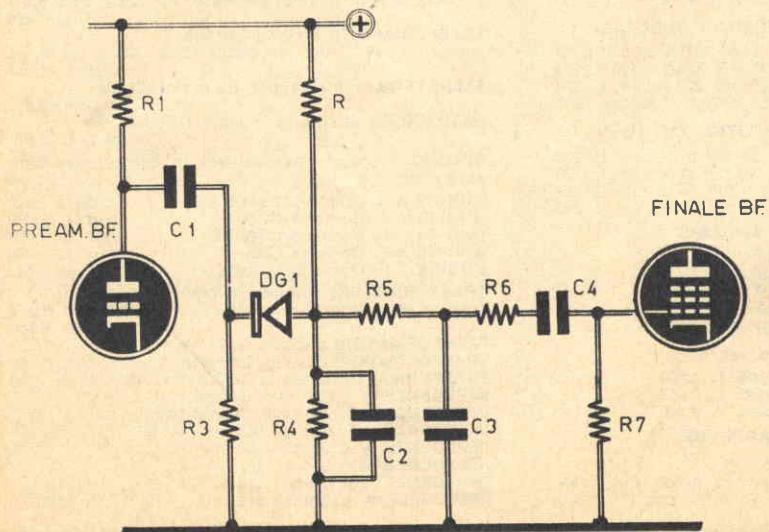 +
R1
R
C1
PREAM. BF.
FINALE BF.
DG1
R5
R6
C4
R3
R4
C2
C3
R7